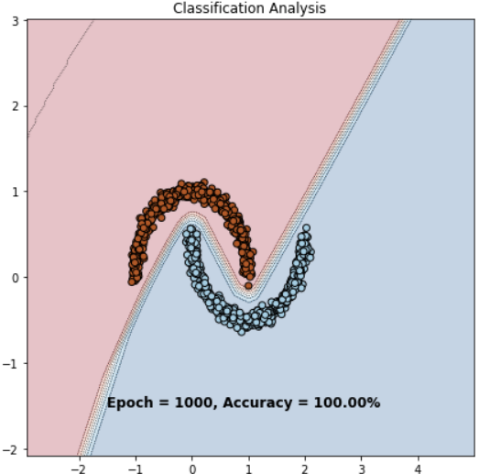 Classification Analysis
3
2
1
0
−1
−2
Epoch = 1000, Accuracy = 100.00%
−2 −1 0 1 2 3 4